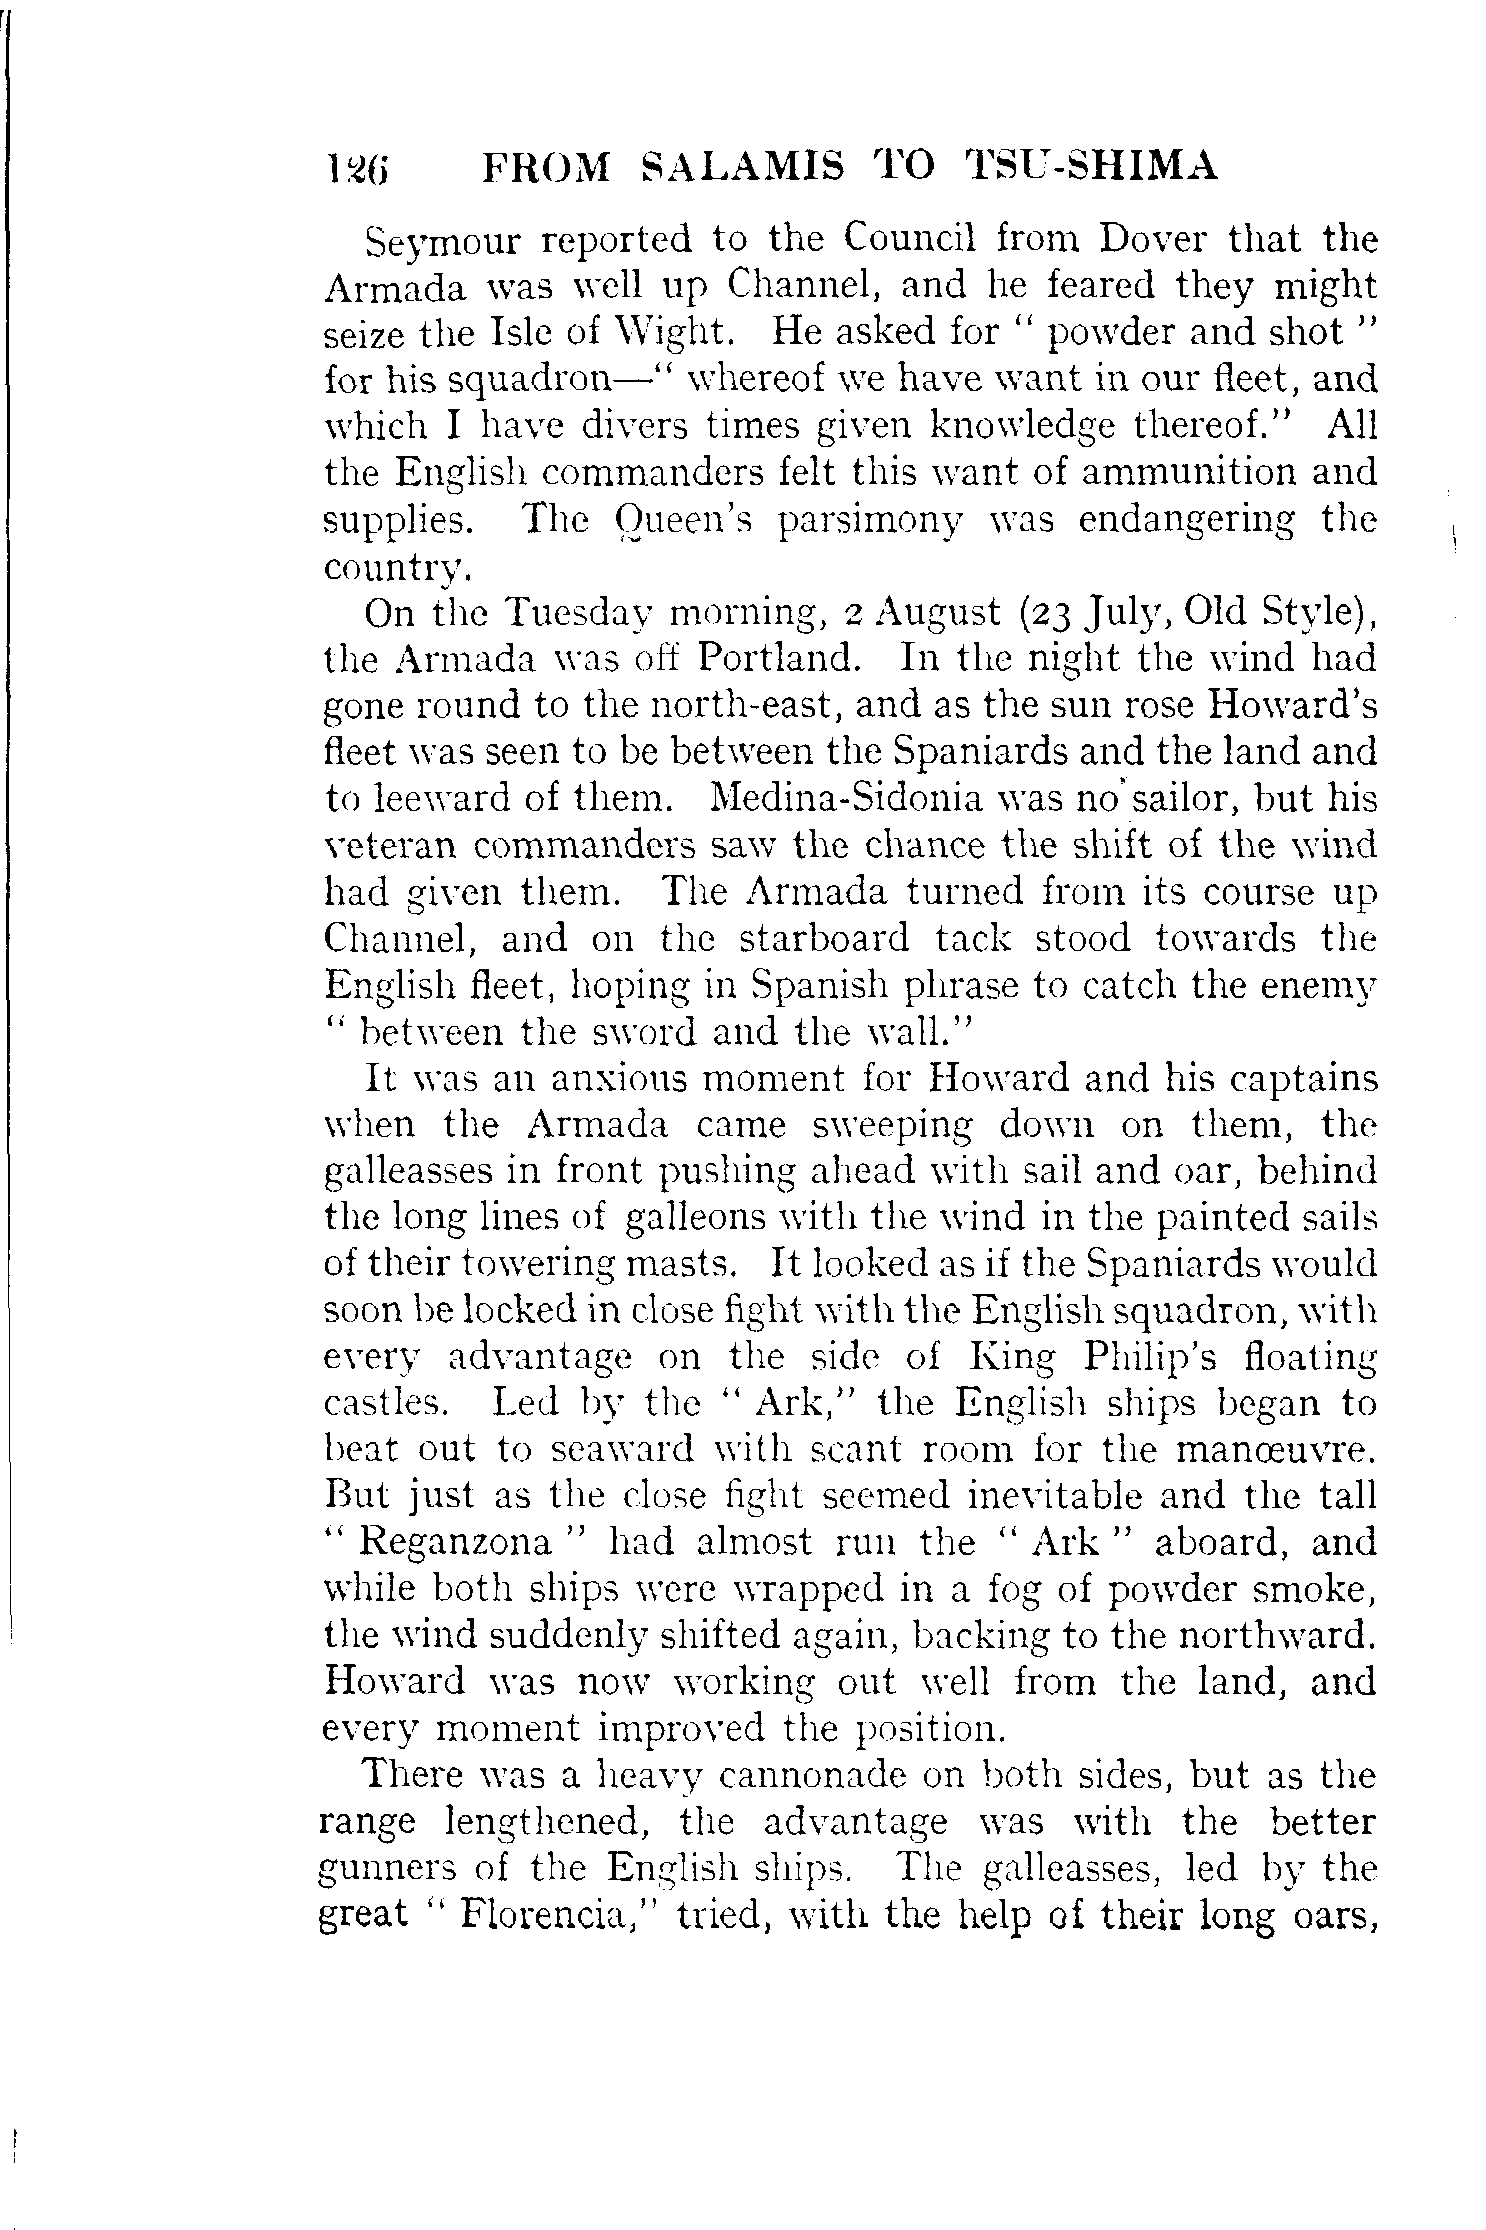 126 FROM SALAMIS TO TSU-SHIMA
Seymour reported to the Council from Dover that the
Armada was well up Channel, and he feared they might
seize the Isle of Wight. He asked for " powder and shot "
for his squadron—" whereof we have want in our fleet, and
which I have divers times given knowledge thereof." All
the English commanders felt this want of ammunition and
supplies. The Queen's parsimony was endangering the
country.
On the Tuesday morning, 2 August (23 July, Old Style),
the Armada was off Portland. In the night the wind had
gone round to the north-east, and as the sun rose Howard's
fleet was seen to be between the Spaniards and the land and
to leeward of them. Medina-Sidonia was no sailor, but his
veteran commanders saw the chance the shift of the wind
had given them. The Armada turned from its course up
Channel, and on the starboard tack stood towards the
English fleet, hoping in Spanish phrase to catch the enemy
" between the sword and the wall."
It was an anxious moment for Howard and his captains
when the Armada came sweeping down on them, the
galleasses in front pushing ahead with sail and oar, behind
the long lines of galleons with the wind in the painted sails
of their towering masts. It looked as if the Spaniards would
soon be locked in close fight with the English squadron, with
every advantage on the side of King Philip's floating
castles. Led by the " Ark," the English ships began to
beat out to seaward with scant room for the manœuvre.
But just as the close fight seemed inevitable and the tall
" Reganzona " had almost run the " Ark " aboard, and
while both ships were wrapped in a fog of powder smoke,
the wind suddenly shifted again, backing to the northward.
Howard was now working out well from the land, and
every moment improved the position.
There was a heavy cannonade on both sides, but as the
range lengthened, the advantage was with the better
gunners of the English ships. The galleasses, led by the
great " Florencia," tried, with the help of their long oars,